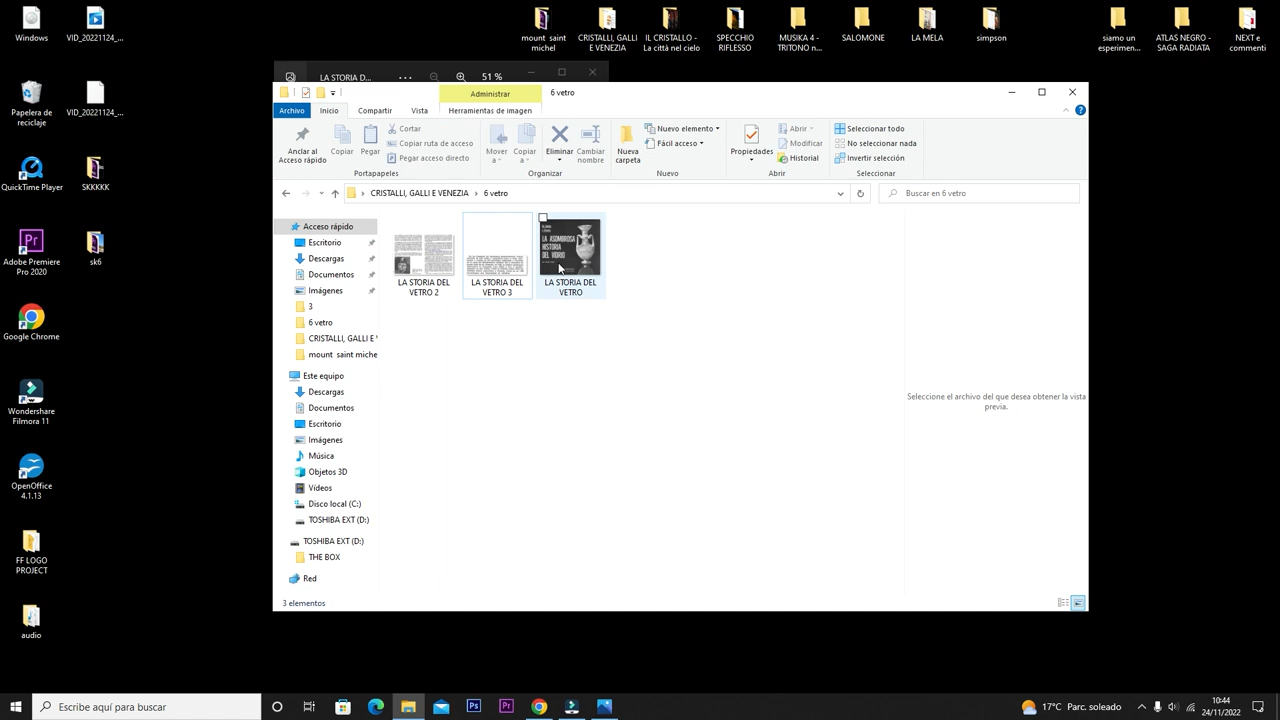 Windows
VID_20221124_...
mount saint
michel
CRISTALLI, GALLI
E VENEZIA
IL CRISTALLO -
La città nel cielo
SPECCHIO
RIFLESSO
MUSIKA 4 -
TRITONO n...
SALOMONE
LA MELA
simpson
siamo un
esperimen...
ATLAS NEGRO -
SAGA RADIATA
NEXT e
commenti
Papelera de
reciclaje
VID_20221124_...
QuickTime Player
SKKKKK
Adobe Premiere
Pro 2020
sk6
Google Chrome
Wondershare
Filmora 11
OpenOffice
4.1.13
FF LOGO
PROJECT
audio
LA STORIA D...
51 %
Administrar
6 vetro
Archivo
Inicio
Compartir
Vista
Herramientas de imagen
Anclar al
Acceso rápido
Copiar
Pegar
Cortar
Copiar ruta de acceso
Pegar acceso directo
Portapapeles
Mover
a
Copiar
a
Eliminar
Cambiar
nombre
Organizar
Nueva
carpeta
Nuevo elemento
Fácil acceso
Nuevo
Propiedades
Abrir
Modificar
Historial
Abrir
Seleccionar todo
No seleccionar nada
Invertir selección
Seleccionar
CRISTALLI, GALLI E VENEZIA
6 vetro
Buscar en 6 vetro
Acceso rápido
Escritorio
Descargas
Documentos
Imágenes
3
6 vetro
CRISTALLI, GALLI E
mount saint miche
Este equipo
Descargas
Documentos
Escritorio
Imágenes
Música
Objetos 3D
Vídeos
Disco local (C:)
TOSHIBA EXT (D:)
TOSHIBA EXT (D:)
THE BOX
Red
LA STORIA DEL
VETRO 2
LA STORIA DEL
VETRO 3
LA ASOMBROSA
HISTORIA
DEL VIDRIO
LA STORIA DEL
VETRO
Seleccione el archivo del que desea obtener la vista
previa.
3 elementos
Escribe aquí para buscar
Ps
Pr
17°C Parc. soleado
10:44
24/11/2022